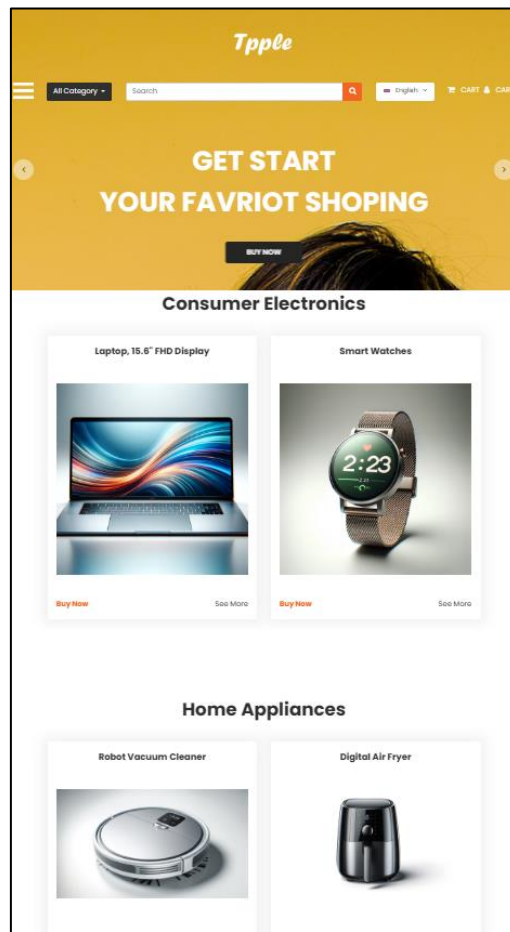 Tpple
All Category
Search
English
CART
CAR
GET START
YOUR FAVRIOT SHOPING
BUY NOW
Consumer Electronics
Laptop, 15.6" FHD Display
Smart Watches
2:23
Buy Now
See More
Buy Now
See More
Home Appliances
Robot Vacuum Cleaner
Digital Air Fryer